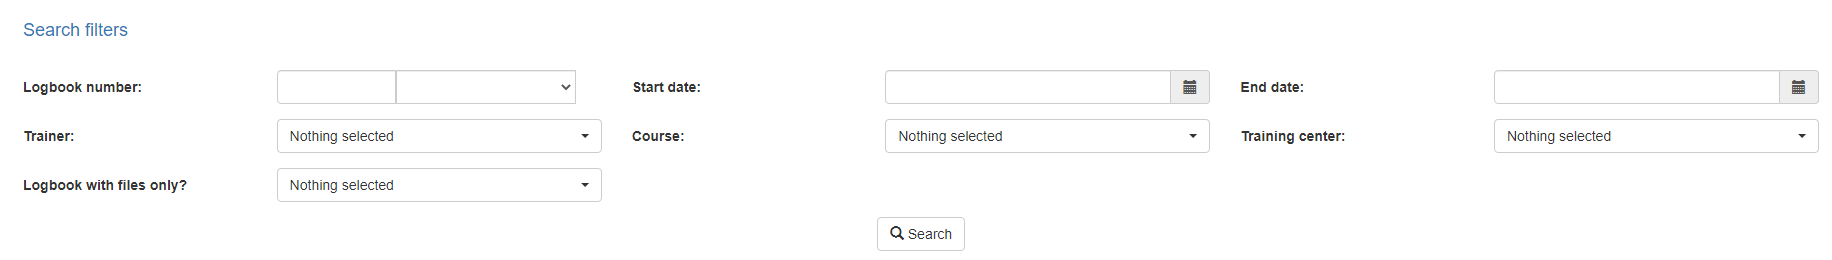 Search filters
Logbook number: Start date: End date:
Trainer: Nothing selected Course: Nothing selected Training center: Nothing selected
Logbook with files only? Nothing selected
Search